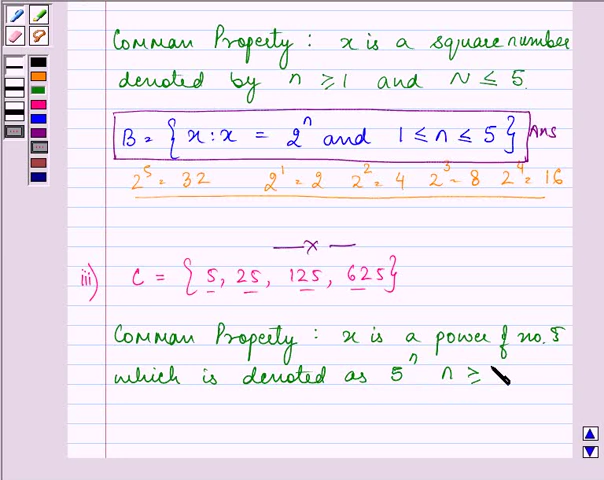 Common Property : x is a square number
denoted by n ≥ 1 and N ≤ 5.
B = { x : x = 2ⁿ and 1 ≤ n ≤ 5 } Ans
2⁵ = 32 2¹ = 2 2² = 4 2³ = 8 2⁴ = 16
— x —
iii) C = { 5, 25, 125, 625 }
Common Property : x is a power of no. 5
which is denoted as 5ⁿ n ≥